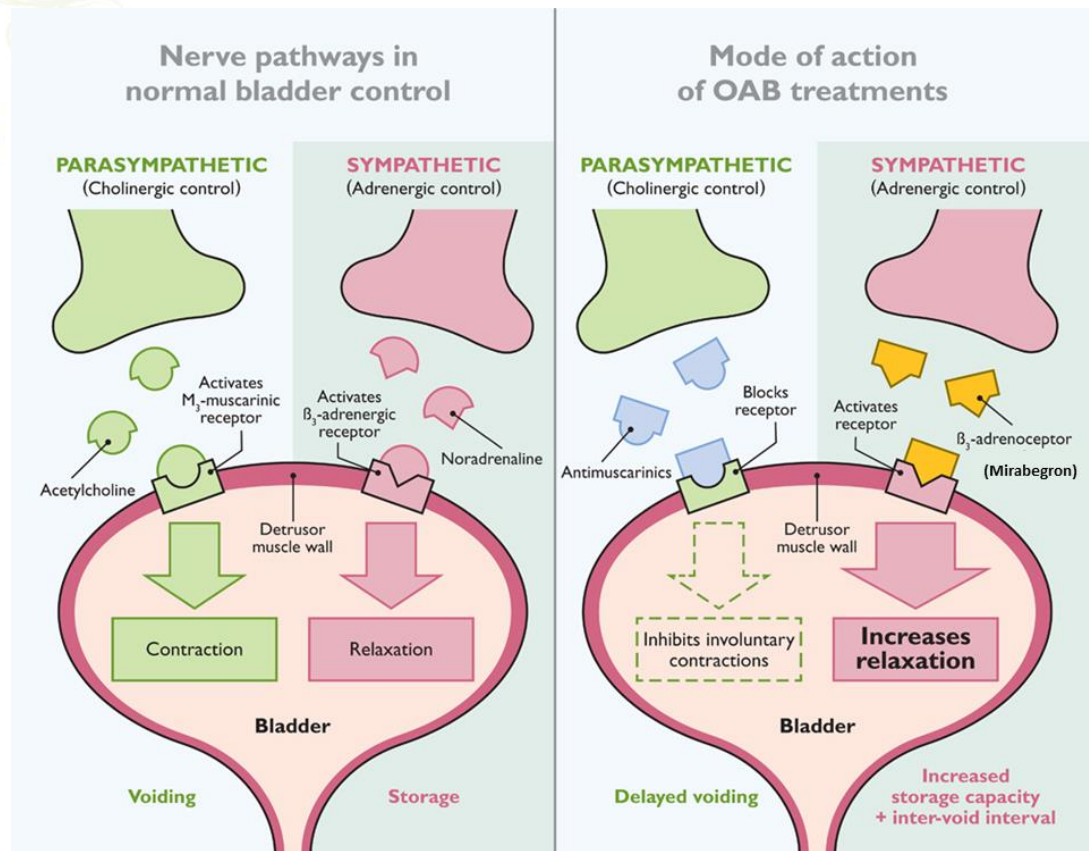 Nerve pathways in
normal bladder control
PARASYMPATHETIC
(Cholinergic control)
SYMPATHETIC
(Adrenergic control)
Activates
M₃-muscarinic
receptor
Activates
ß₃-adrenergic
receptor
Noradrenaline
Acetylcholine
Detrusor
muscle wall
Contraction
Relaxation
Bladder
Voiding
Storage
Mode of action
of OAB treatments
PARASYMPATHETIC
(Cholinergic control)
SYMPATHETIC
(Adrenergic control)
Blocks
receptor
Activates
receptor
ß₃-adrenoceptor
(Mirabegron)
Antimuscarinics
Detrusor
muscle wall
Inhibits involuntary
contractions
Increases
relaxation
Bladder
Delayed voiding
Increased
storage capacity
+ inter-void interval